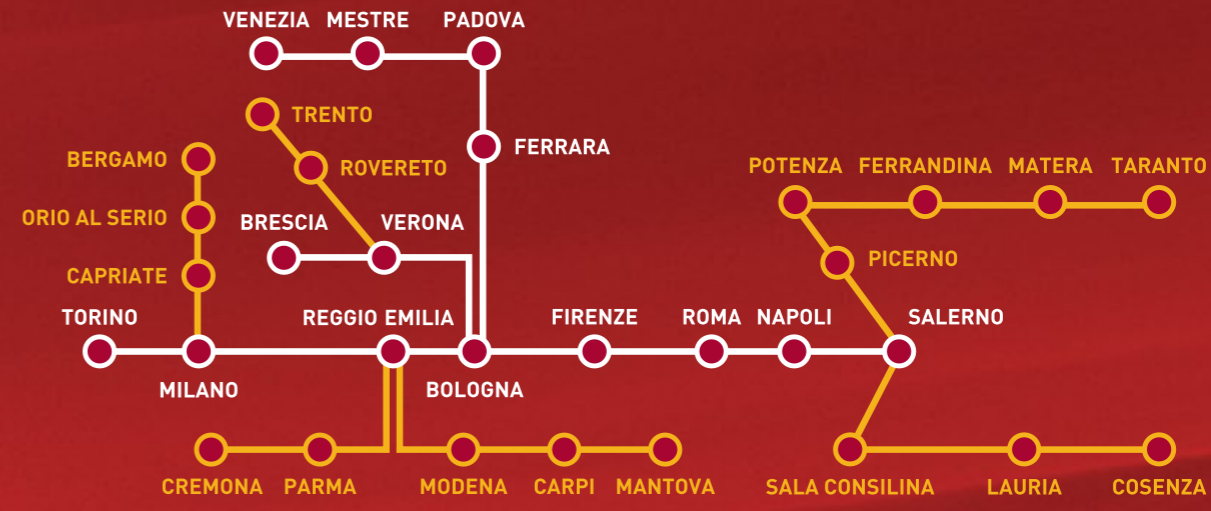 VENEZIA MESTRE PADOVA
TRENTO
FERRARA
BERGAMO
ROVERETO
POTENZA FERRANDINA MATERA TARANTO
ORIO AL SERIO
BRESCIA VERONA
PICERNO
CAPRIATE
TORINO REGGIO EMILIA FIRENZE ROMA NAPOLI SALERNO
MILANO BOLOGNA
CREMONA PARMA MODENA CARPI MANTOVA SALA CONSILINA LAURIA COSENZA